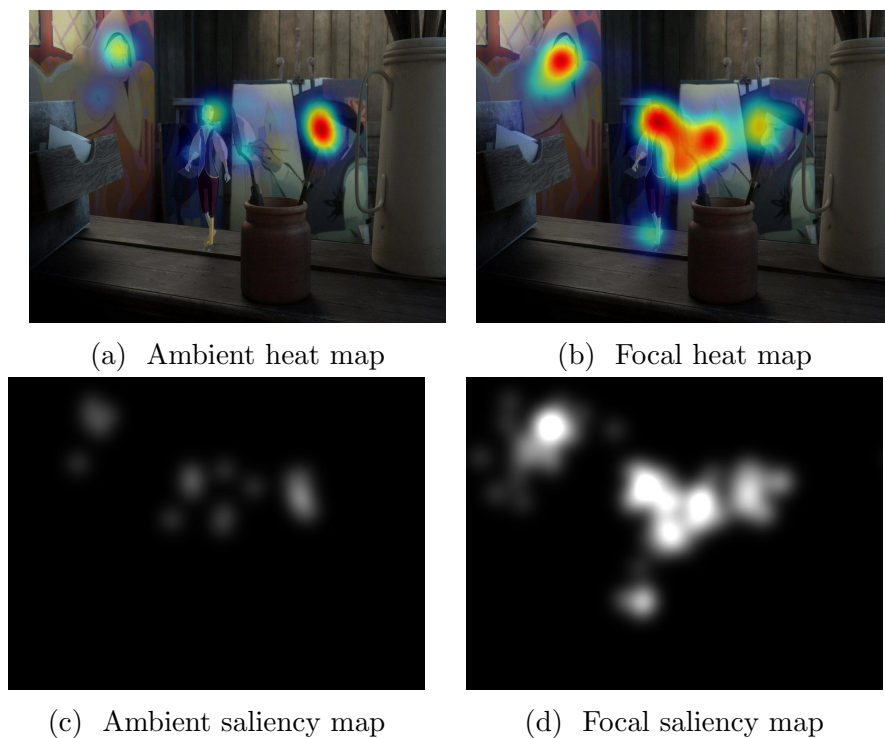 (a) Ambient heat map
(b) Focal heat map
(c) Ambient saliency map
(d) Focal saliency map